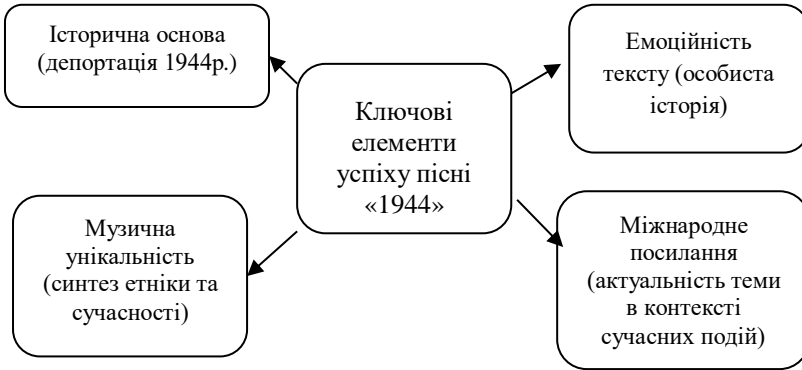 Історична основа
(депортація 1944р.)
Емоційність
тексту (особиста
історія)
Ключові
елементи
успіху пісні
«1944»
Музична
унікальність
(синтез етніки та
сучасності)
Міжнародне
посилання
(актуальність теми
в контексті
сучасних подій)